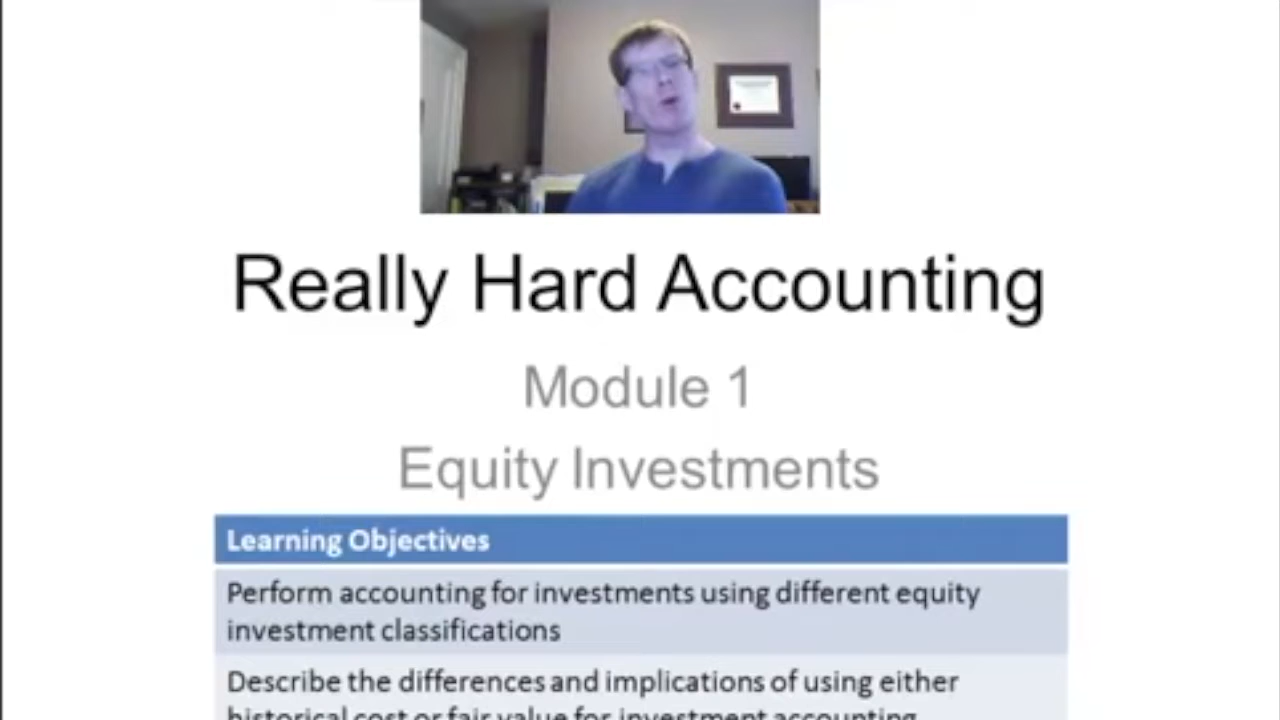 Really Hard Accounting
Module 1
Equity Investments
Learning Objectives
Perform accounting for investments using different equity
investment classifications
Describe the differences and implications of using either
historical cost or fair value for investment accounting